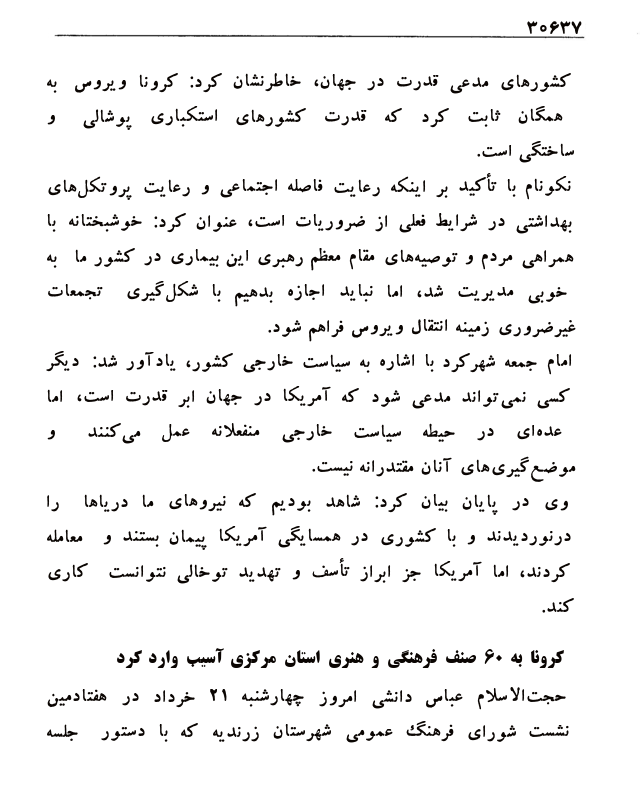 ۳۰۶۳۷
کشورهای مدعی قدرت در جهان، خاطرنشان کرد: کرونا ویروس به
همگان ثابت کرد که قدرت کشورهای استکباری پوشالی و
ساختگی است.
نکونام با تأکید بر اینکه رعایت فاصله اجتماعی و رعایت پروتکل‌های
بهداشتی در شرایط فعلی از ضروریات است، عنوان کرد: خوشبختانه با
همراهی مردم و توصیه‌های مقام معظم رهبری این بیماری در کشور ما به
خوبی مدیریت شد، اما نباید اجازه بدهیم با شکل‌گیری تجمعات
غیرضروری زمینه انتقال ویروس فراهم شود.
امام جمعه شهرکرد با اشاره به سیاست خارجی کشور، یادآور شد: دیگر
کسی نمی‌تواند مدعی شود که آمریکا در جهان ابر قدرت است، اما
عده‌ای در حیطه سیاست خارجی منفعلانه عمل می‌کنند و
موضع‌گیری‌های آنان مقتدرانه نیست.
وی در پایان بیان کرد: شاهد بودیم که نیروهای ما دریاها را
درنوردیدند و با کشوری در همسایگی آمریکا پیمان بستند و معامله
کردند، اما آمریکا جز ابراز تأسف و تهدید توخالی نتوانست کاری
کند.
کرونا به ۶۰ صنف فرهنگی و هنری استان مرکزی آسیب وارد کرد
حجت‌الاسلام عباس دانشی امروز چهارشنبه ۲۱ خرداد در هفتادمین
نشست شورای فرهنگ عمومی شهرستان زرندیه که با دستور جلسه